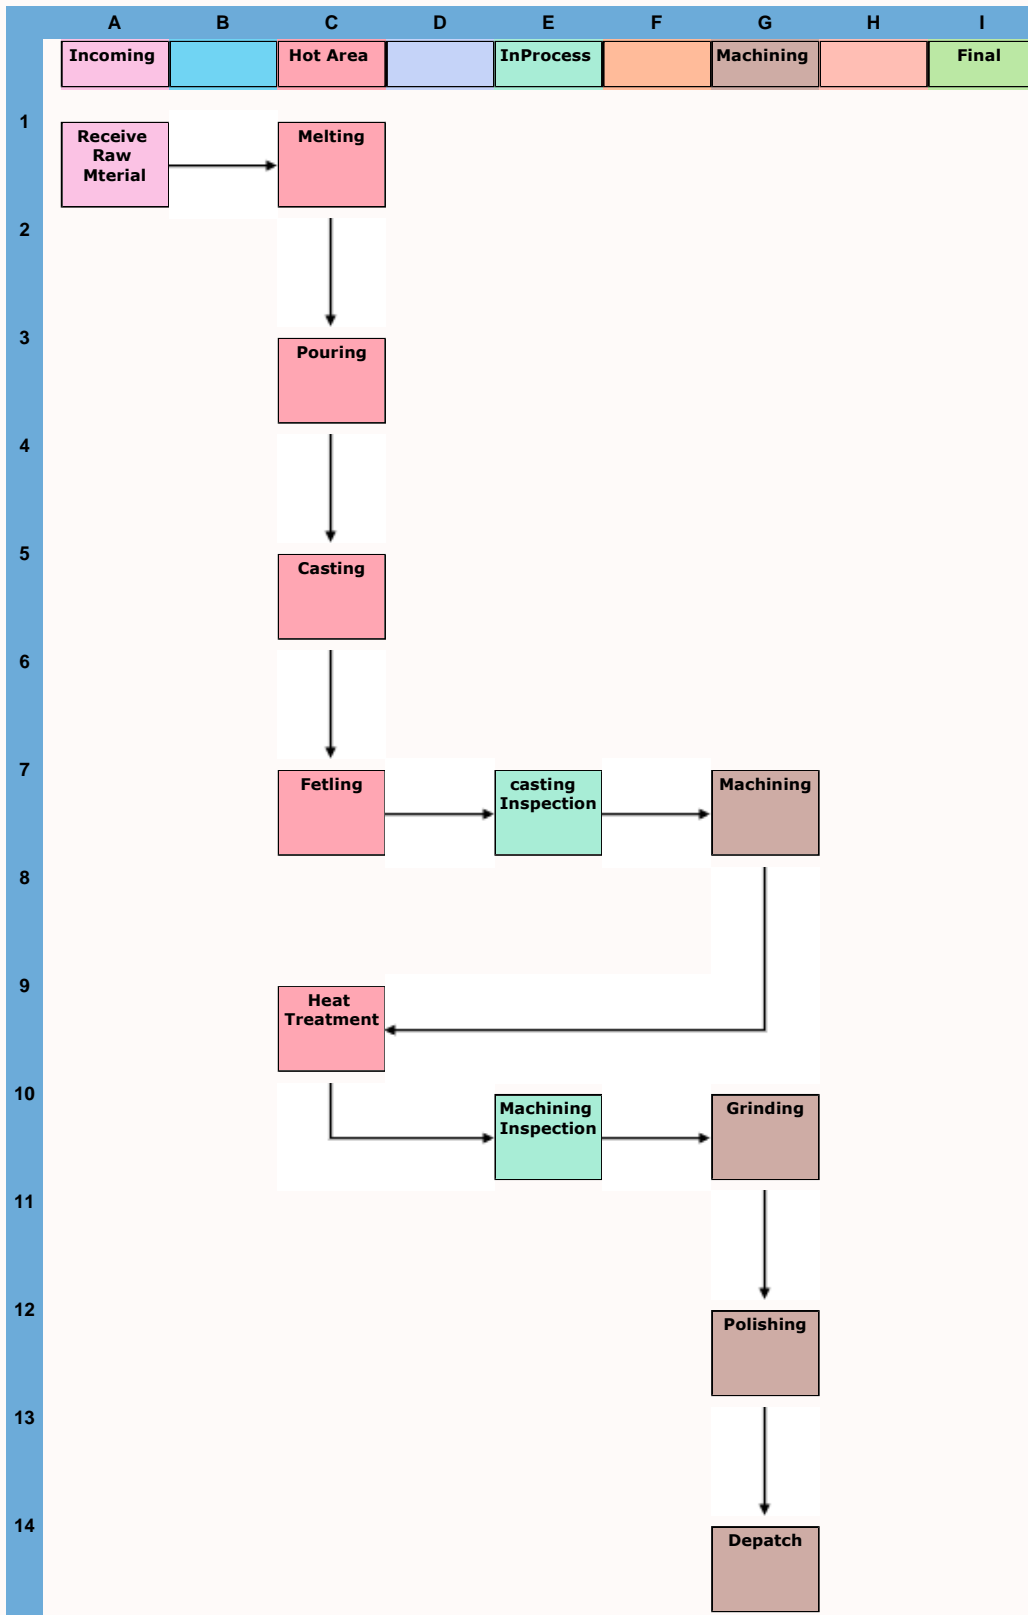 A B C D E F G H I
Incoming Hot Area InProcess Machining Final
1
Receive
Raw
Mterial
Melting
2
3
Pouring
4
5
Casting
6
7
Fetling
casting
Inspection
Machining
8
9
Heat
Treatment
10
Machining
Inspection
Grinding
11
12
Polishing
13
14
Depatch